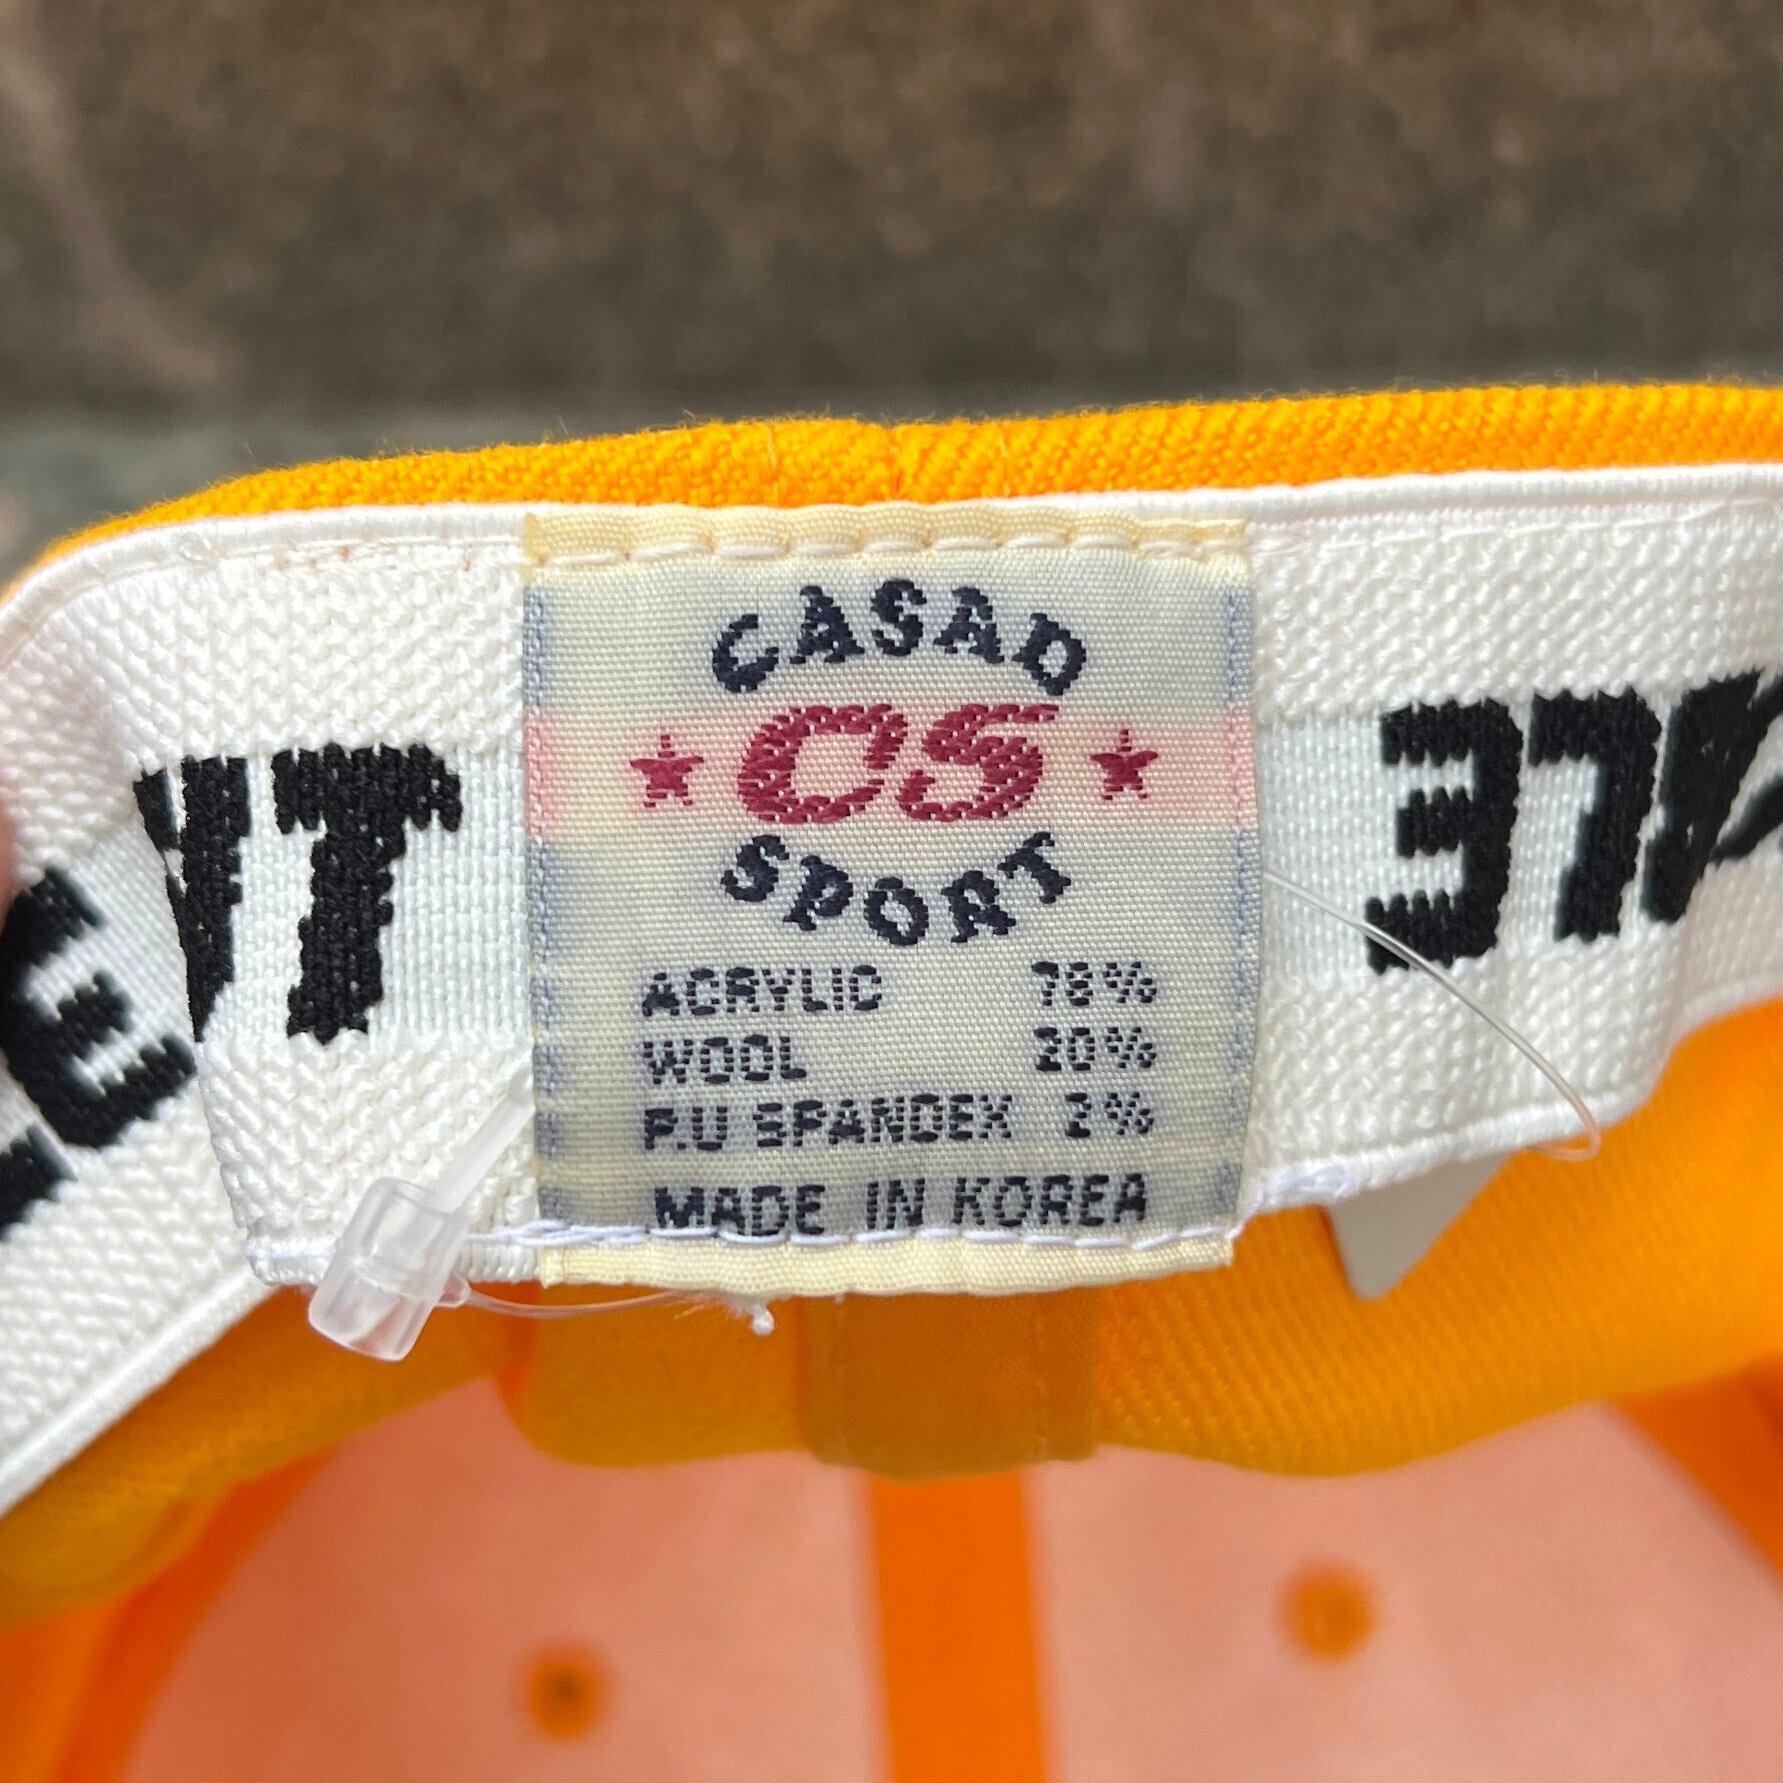 CASAD
CS
SPORT
ACRYLIC 78%
WOOL 20%
P.U SPANDEX 2%
MADE IN KOREA